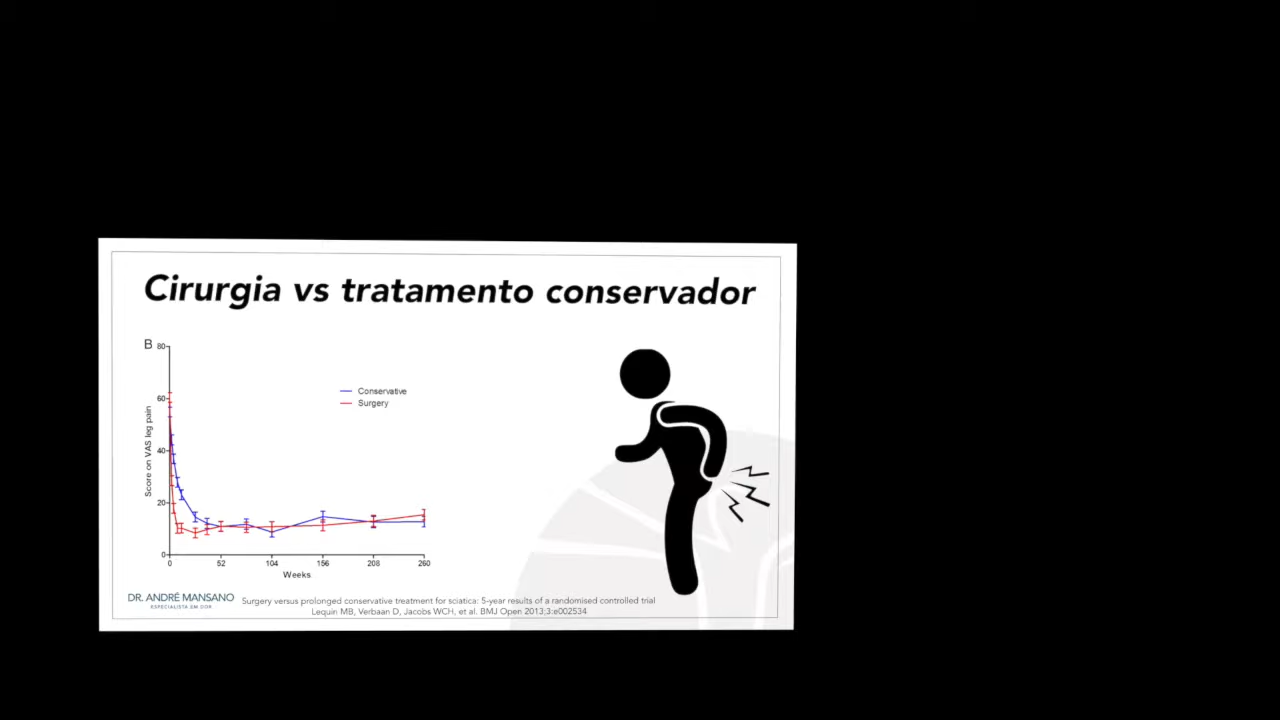 Cirurgia vs tratamento conservador
B
80
60
40
20
0
Score on VAS leg pain
Conservative
Surgery
0 52 104 156 208 260
Weeks
DR. ANDRÉ MANSANO
ESPECIALISTA EM DOR
Surgery versus prolonged conservative treatment for sciatica: 5-year results of a randomised controlled trial
Lequin MB, Verbaan D, Jacobs WCH, et al. BMJ Open 2013;3:e002534